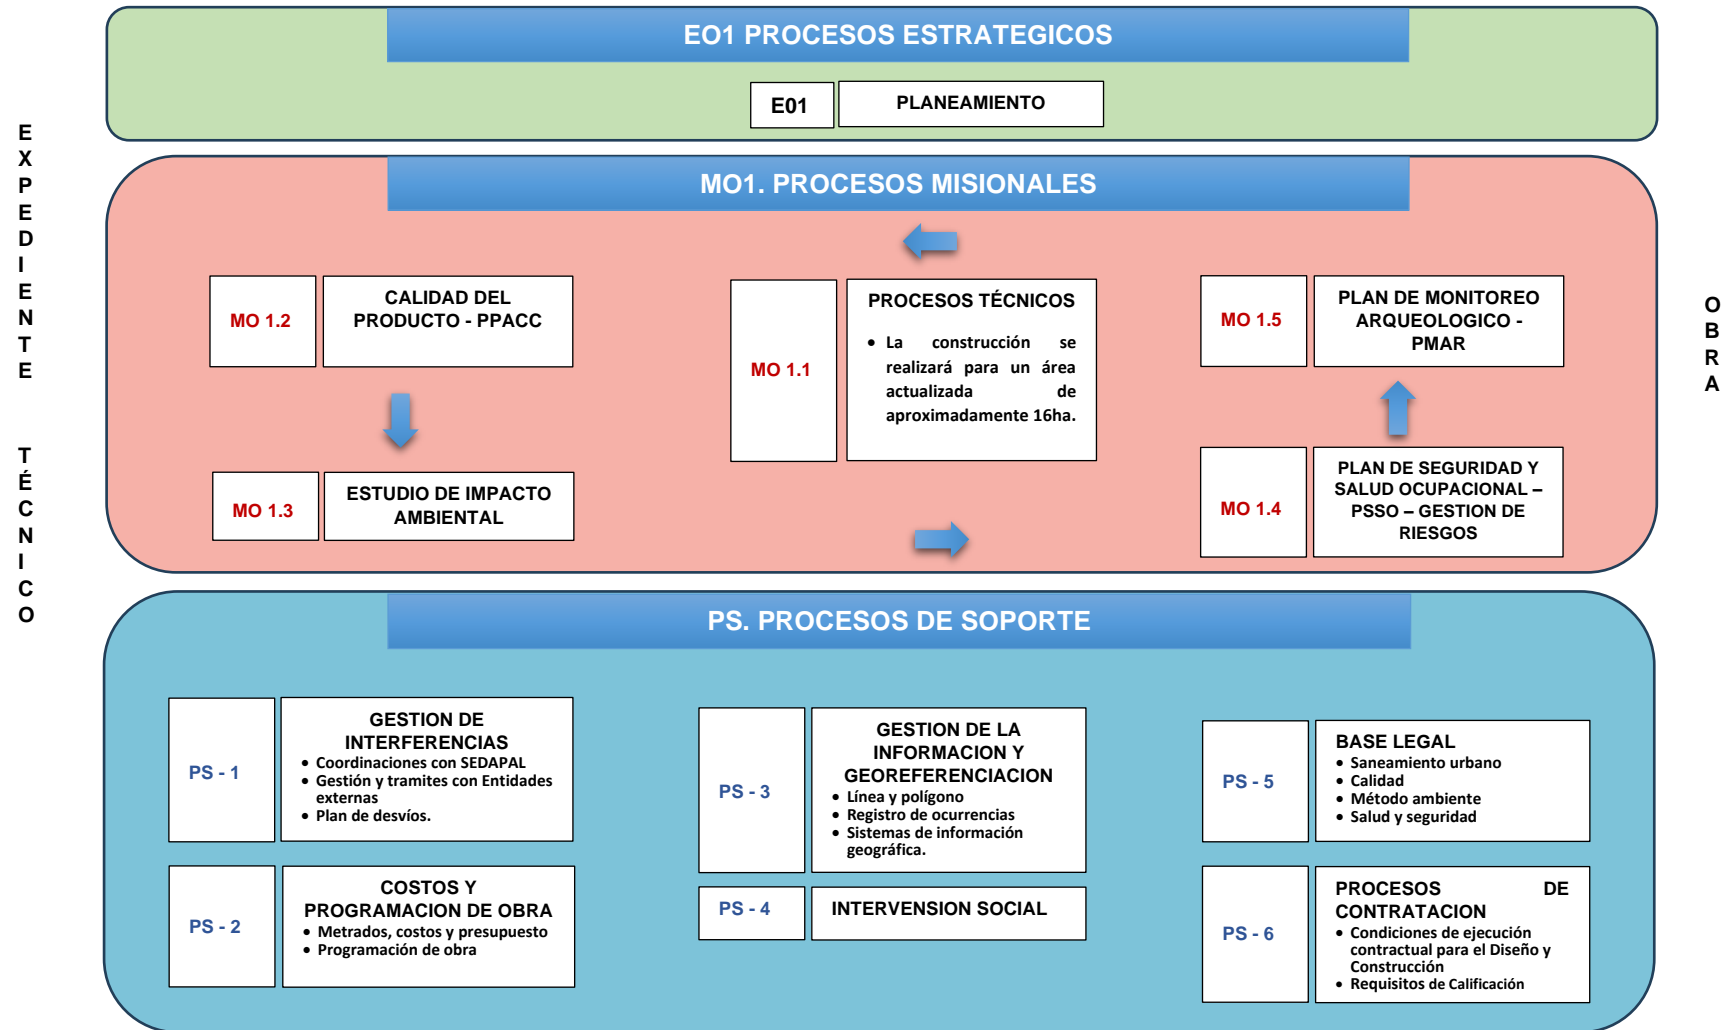 EO1 PROCESOS ESTRATEGICOS
E01
PLANEAMIENTO
EXPEDIENTE TÉCNICO
MO1. PROCESOS MISIONALES
MO 1.2
CALIDAD DEL
PRODUCTO - PPACC
MO 1.3
ESTUDIO DE IMPACTO
AMBIENTAL
MO 1.1
PROCESOS TÉCNICOS
• La construcción se
realizará para un área
actualizada de
aproximadamente 16ha.
MO 1.5
PLAN DE MONITOREO
ARQUEOLOGICO -
PMAR
MO 1.4
PLAN DE SEGURIDAD Y
SALUD OCUPACIONAL –
PSSO – GESTION DE
RIESGOS
OBRA
PS. PROCESOS DE SOPORTE
PS - 1
GESTION DE
INTERFERENCIAS
• Coordinaciones con SEDAPAL
• Gestión y tramites con Entidades
externas
• Plan de desvíos.
PS - 2
COSTOS Y
PROGRAMACION DE OBRA
• Metrados, costos y presupuesto
• Programación de obra
PS - 3
GESTION DE LA
INFORMACION Y
GEOREFERENCIACION
• Línea y polígono
• Registro de ocurrencias
• Sistemas de información
geográfica.
PS - 4
INTERVENSION SOCIAL
PS - 5
BASE LEGAL
• Saneamiento urbano
• Calidad
• Método ambiente
• Salud y seguridad
PS - 6
PROCESOS DE
CONTRATACION
• Condiciones de ejecución
contractual para el Diseño y
Construcción
• Requisitos de Calificación